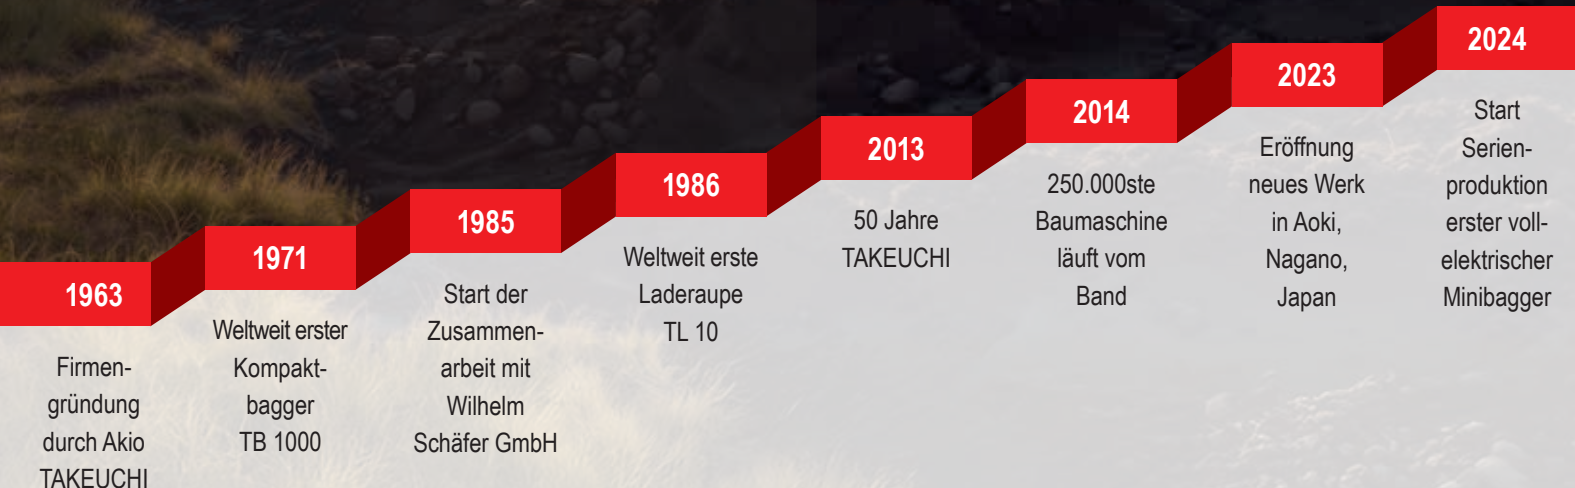 1963
Firmen-
gründung
durch Akio
TAKEUCHI
1971
Weltweit erster
Kompakt-
bagger
TB 1000
1985
Start der
Zusammen-
arbeit mit
Wilhelm
Schäfer GmbH
1986
Weltweit erste
Laderaupe
TL 10
2013
50 Jahre
TAKEUCHI
2014
250.000ste
Baumaschine
läuft vom
Band
2023
Eröffnung
neues Werk
in Aoki,
Nagano,
Japan
2024
Start
Serien-
produktion
erster voll-
elektrischer
Minibagger